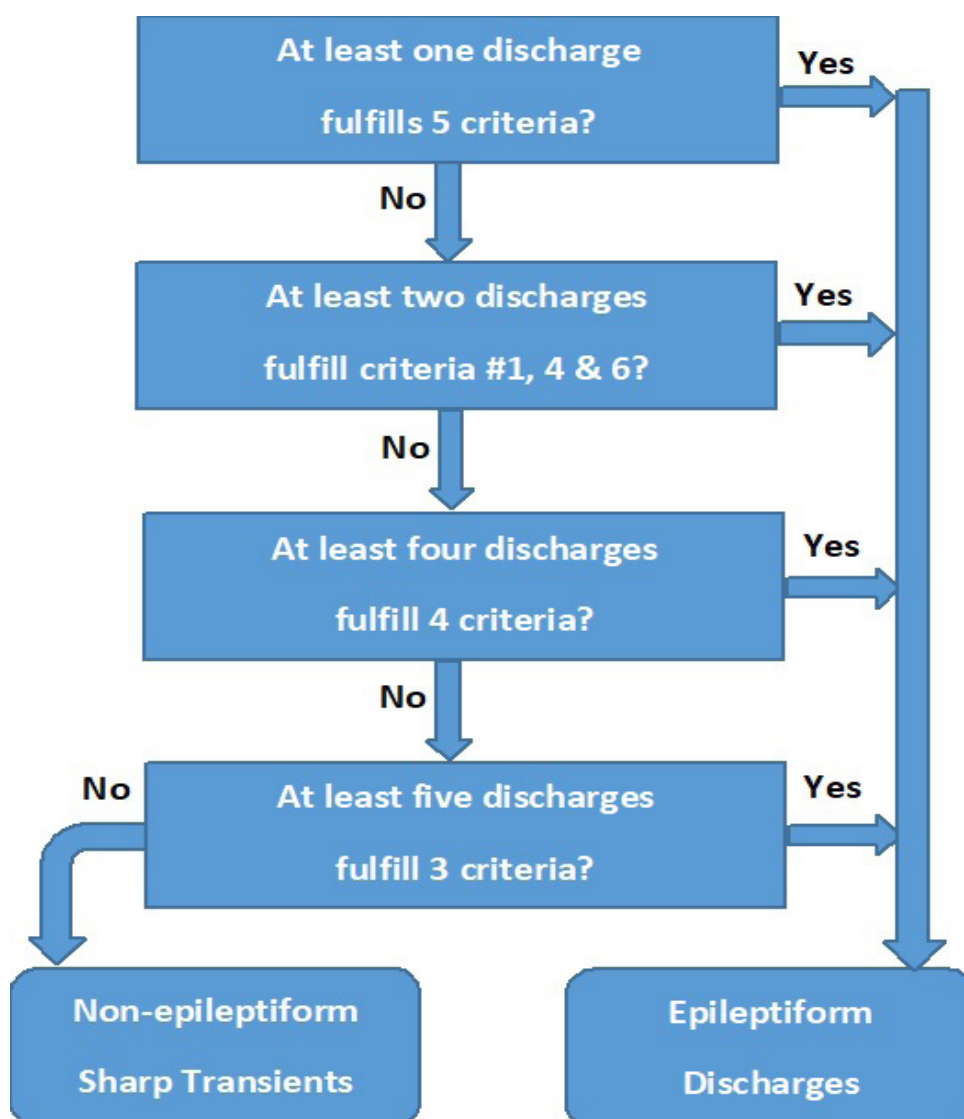 At least one discharge
fulfills 5 criteria?
Yes
No
At least two discharges
fulfill criteria #1, 4 & 6?
Yes
No
At least four discharges
fulfill 4 criteria?
Yes
No
At least five discharges
fulfill 3 criteria?
Yes
No
Non-epileptiform
Sharp Transients
Epileptiform
Discharges